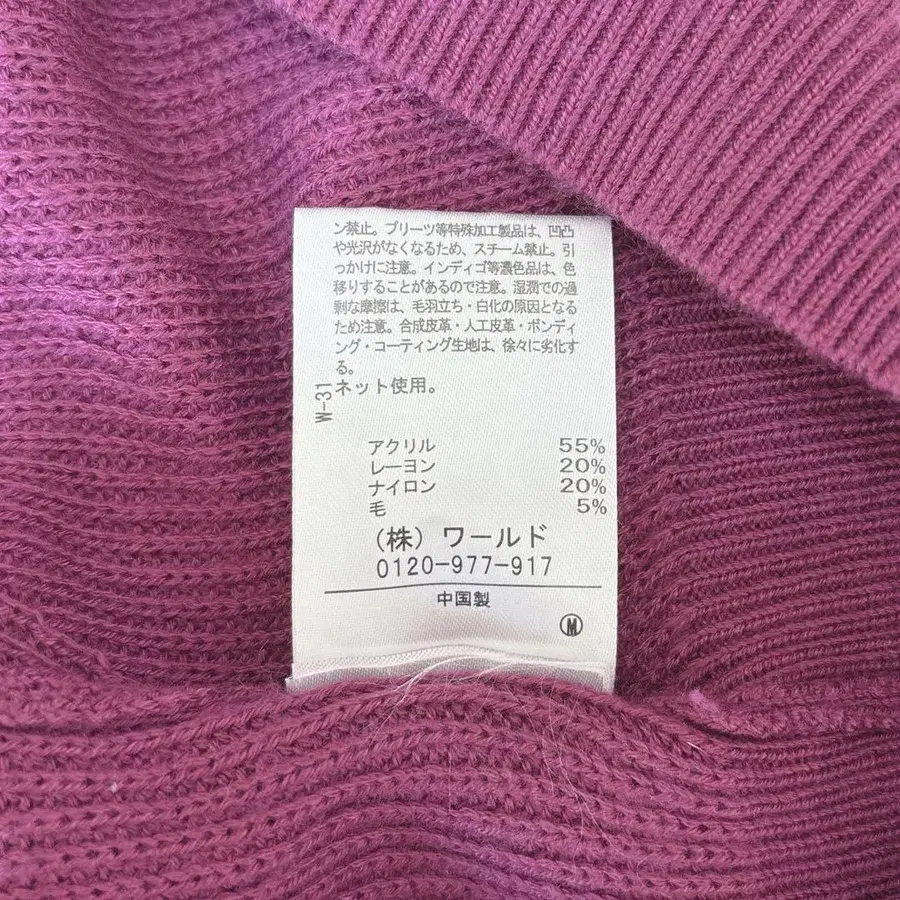 ン禁止。プリーツ等特殊加工製品は、凹凸
や光沢がなくなるため、スチーム禁止。引
っかけに注意。インディゴ等濃色品は、色
移りすることがあるので注意。湿潤での過
剰な摩擦は、毛羽立ち・白化の原因となる
ため注意。合成皮革・人工皮革・ボンディ
ング・コーティング生地は、徐々に劣化す
る。
ネット使用。
W-31
アクリル 55%
レーヨン 20%
ナイロン 20%
毛 5%
(株) ワールド
0120-977-917
中国製
M